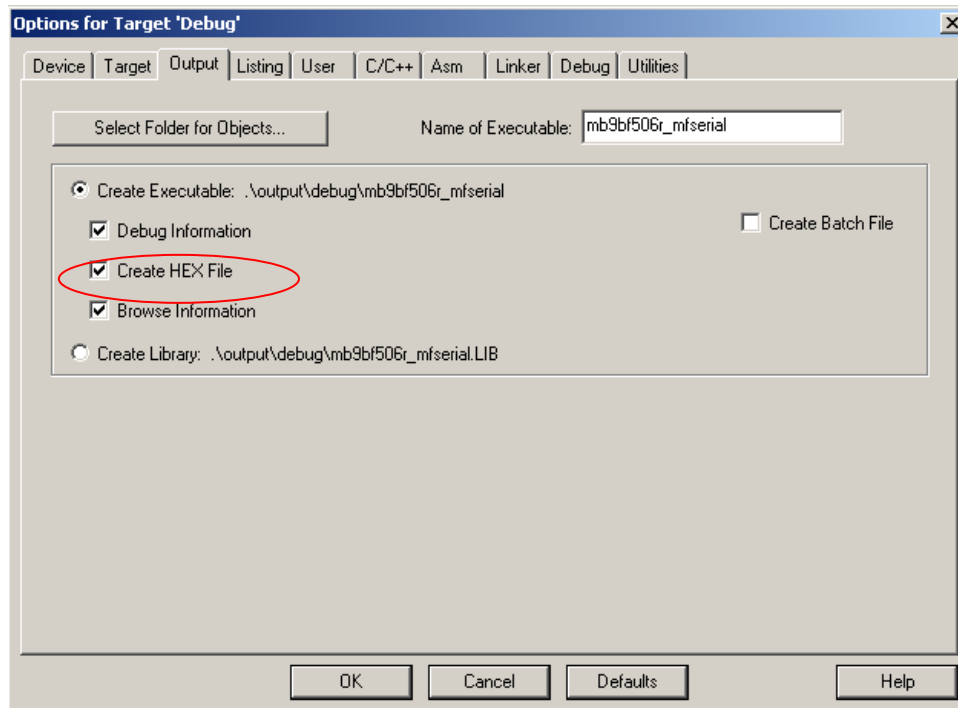 Options for Target 'Debug'
Device Target Output Listing User C/C++ Asm Linker Debug Utilities
Select Folder for Objects... Name of Executable: mb9bf506r_mfserial
Create Executable: .\output\debug\mb9bf506r_mfserial
Debug Information Create Batch File
Create HEX File
Browse Information
Create Library: .\output\debug\mb9bf506r_mfserial.LIB
OK Cancel Defaults Help